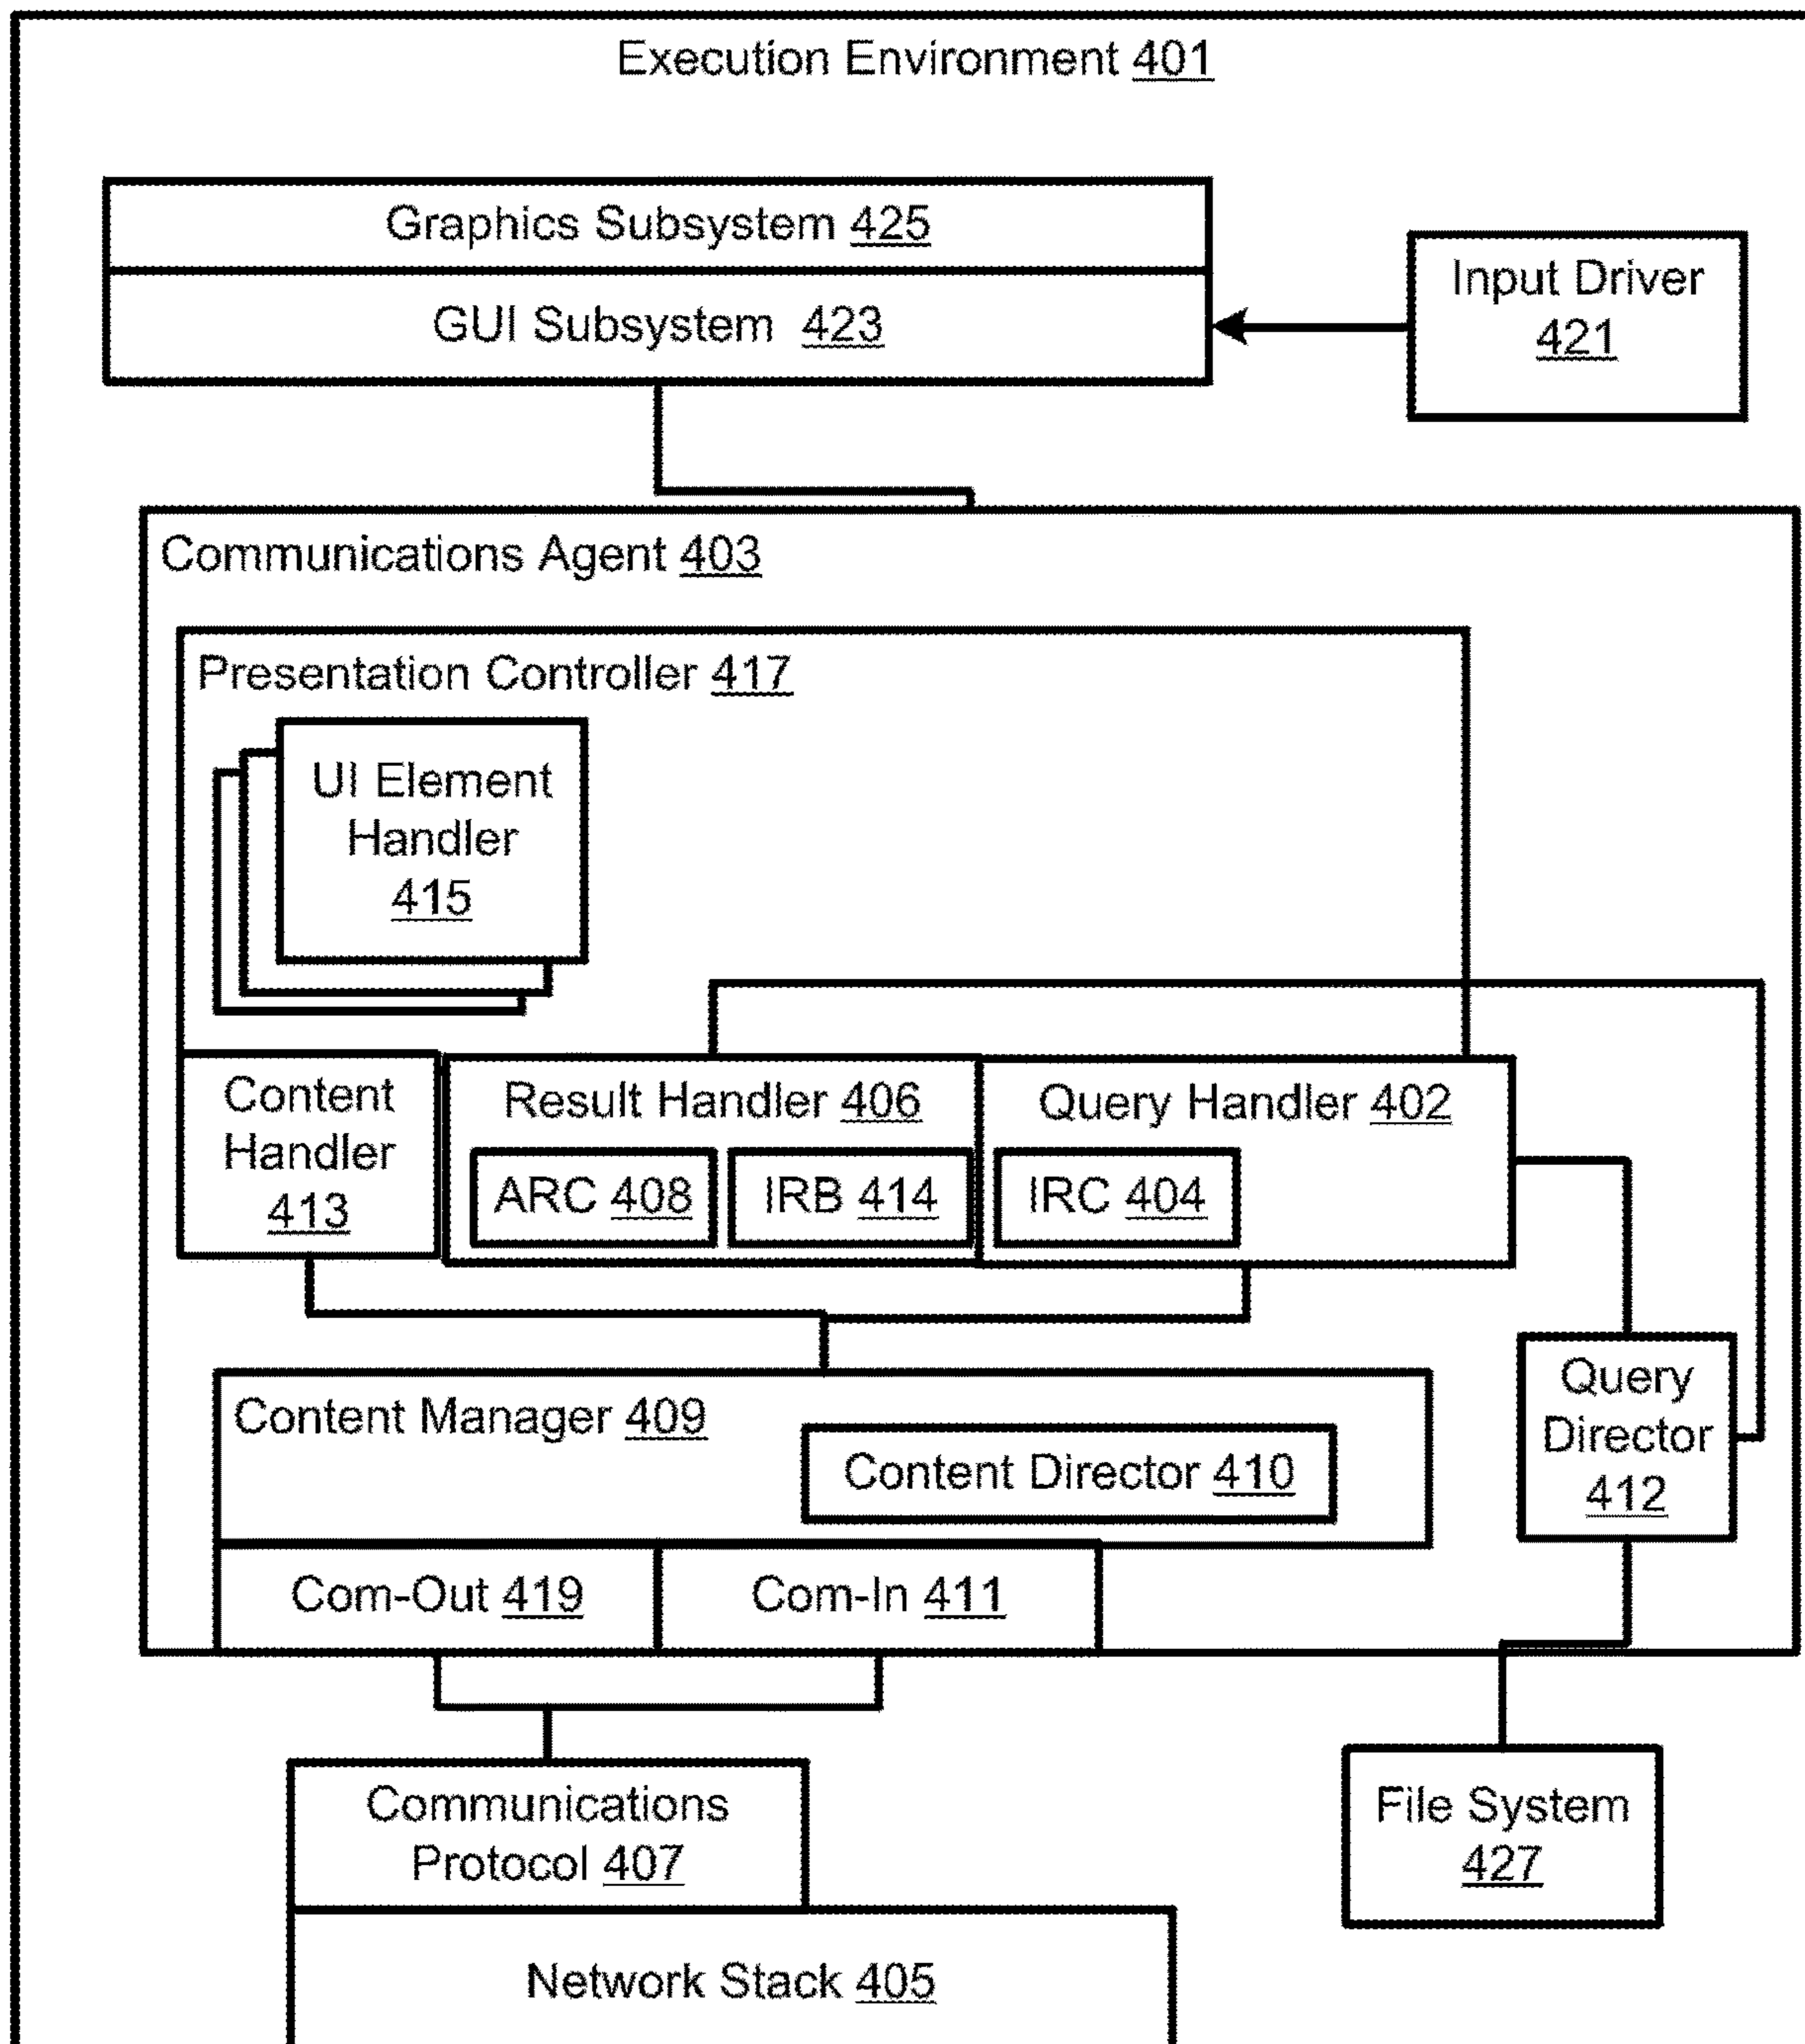 Execution Environment 401
Graphics Subsystem 425
GUI Subsystem 423
Input Driver
421
Communications Agent 403
Presentation Controller 417
UI Element
Handler
415
Content
Handler
413
Result Handler 406
ARC 408
IRB 414
Query Handler 402
IRC 404
Content Manager 409
Content Director 410
Query
Director
412
Com-Out 419
Com-In 411
Communications
Protocol 407
File System
427
Network Stack 405